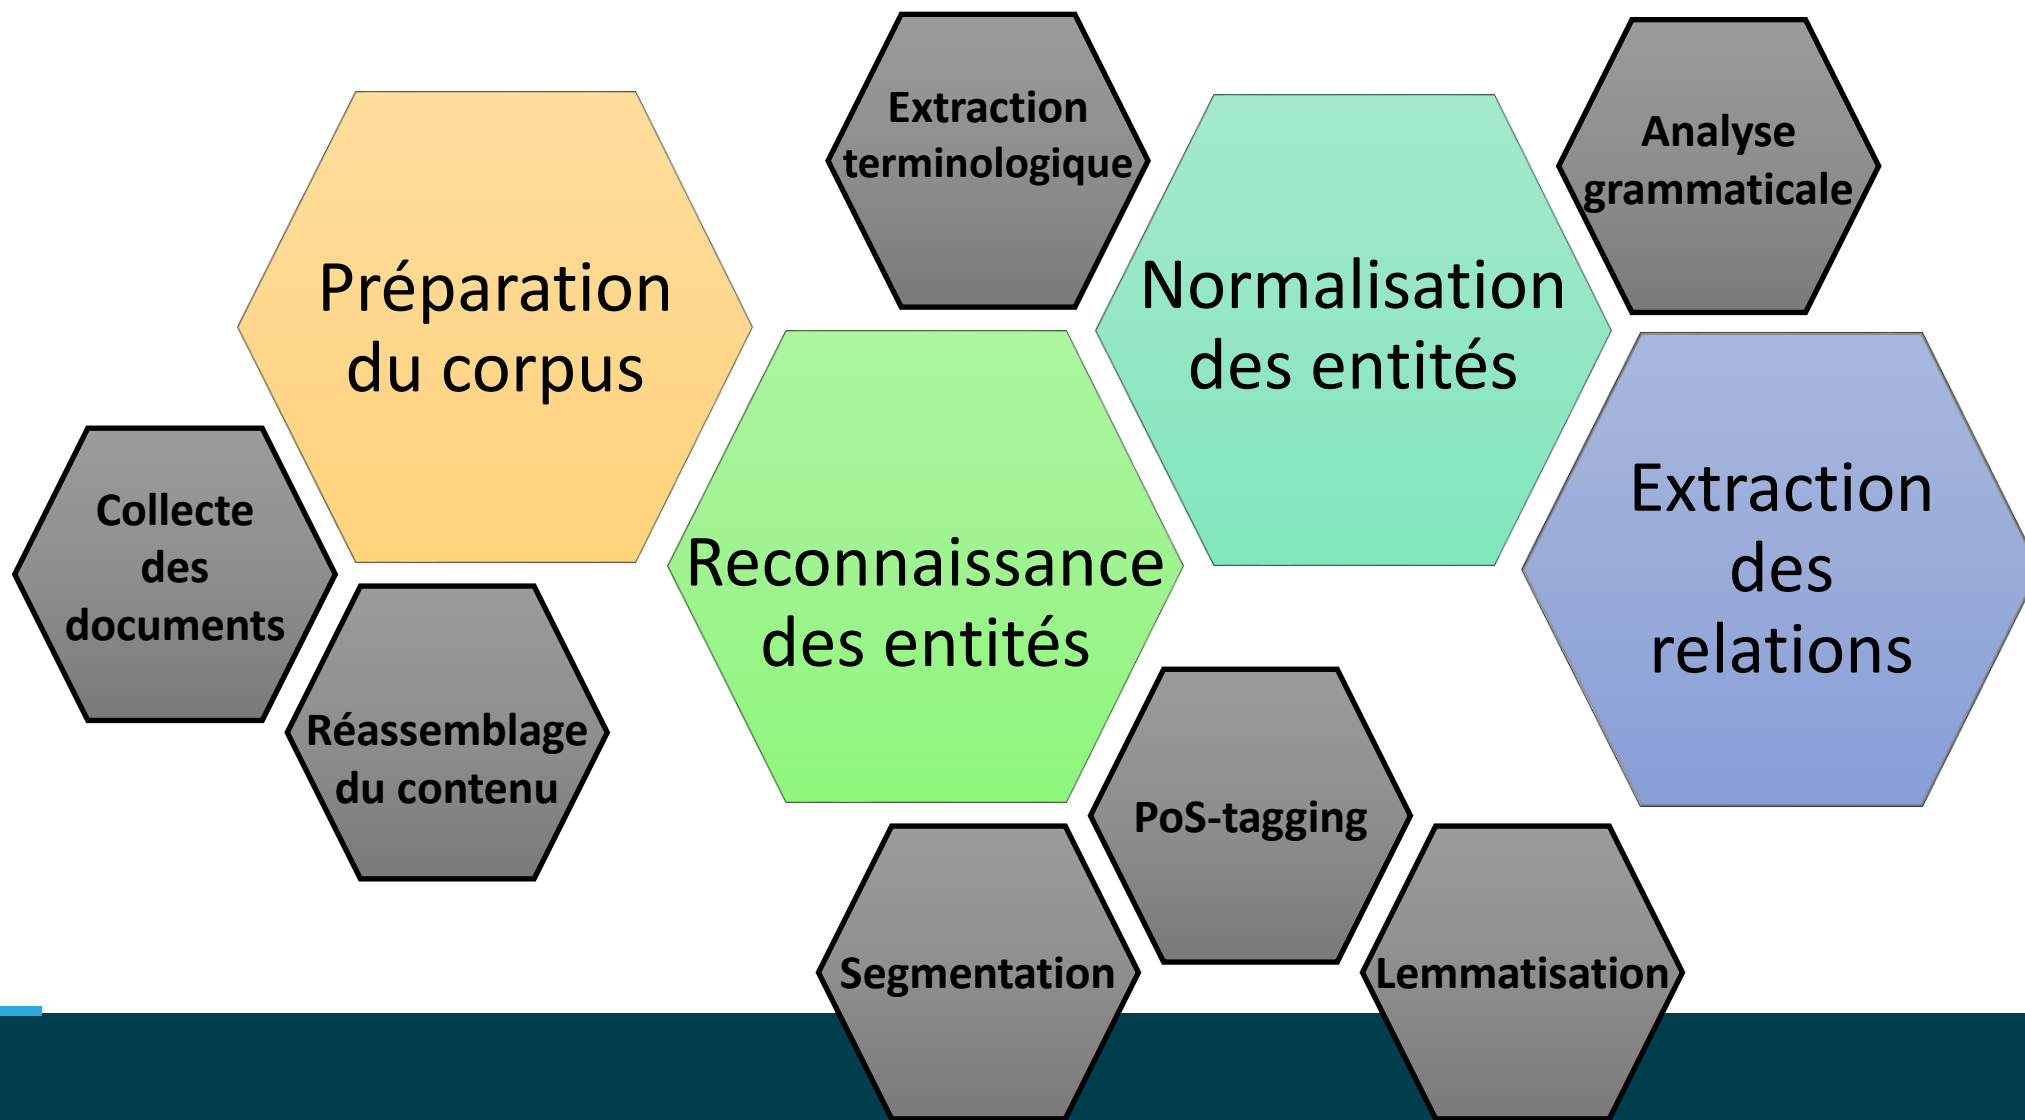 Extraction
terminologique
Analyse
grammaticale
Préparation
du corpus
Normalisation
des entités
Collecte
des
documents
Reconnaissance
des entités
Extraction
des
relations
Réassemblage
du contenu
PoS-tagging
Segmentation
Lemmatisation